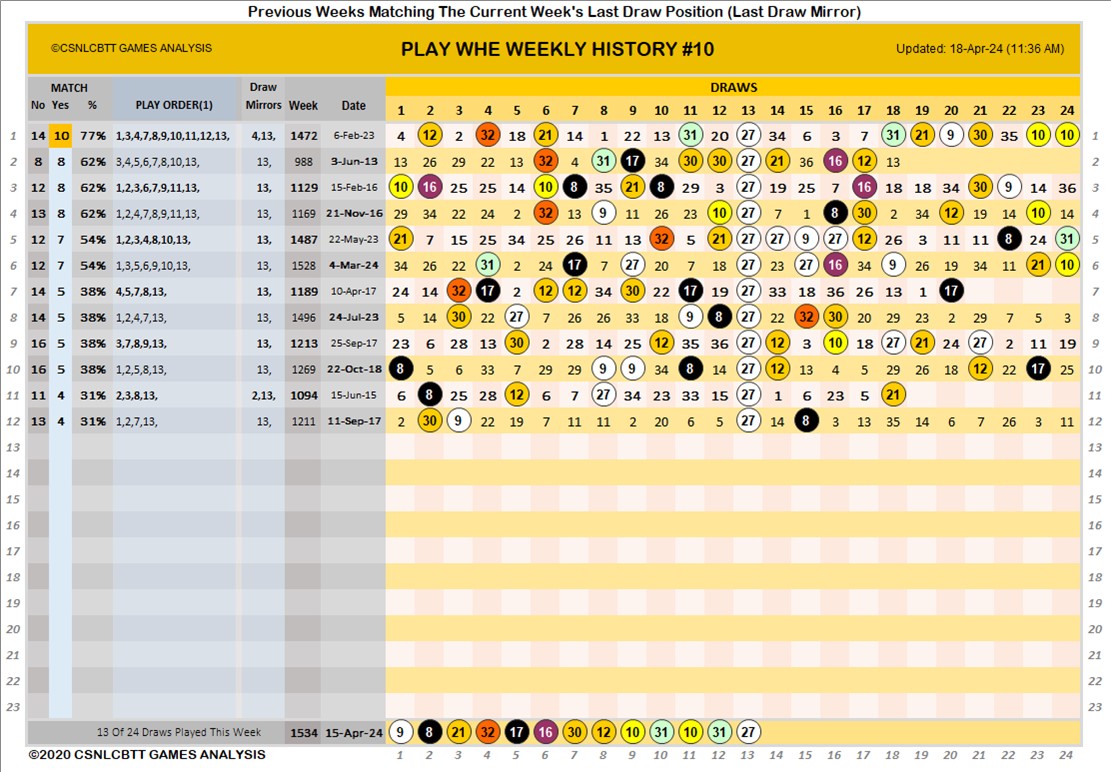 Previous Weeks Matching The Current Week's Last Draw Position (Last Draw Mirror)
©CSNLCBTT GAMES ANALYSIS PLAY WHE WEEKLY HISTORY #10 Updated: 18-Apr-24 (11:36 AM)
MATCH Draw DRAWS
No Yes % PLAY ORDER(1) Mirrors Week Date 1 2 3 4 5 6 7 8 9 10 11 12 13 14 15 16 17 18 19 20 21 22 23 24
1 14 10 77% 1,3,4,7,8,9,10,11,12,13, 4,13, 1472 6-Feb-23 4 12 2 32 18 21 14 1 22 13 31 20 27 34 6 3 7 31 21 9 30 35 10 10 1
2 8 8 62% 3,4,5,6,7,8,10,13, 13, 988 3-Jun-13 13 26 29 22 13 32 4 31 17 34 30 12 27 21 36 16 12 13 2
3 12 8 62% 1,2,3,6,7,9,11,13, 13, 1129 15-Feb-16 10 16 25 25 14 10 8 35 21 8 29 3 27 19 25 7 16 18 18 34 30 9 14 36 3
4 13 8 62% 1,2,4,7,8,9,11,13, 13, 1169 21-Nov-16 29 34 22 24 2 32 13 9 11 26 23 10 27 7 1 8 30 2 34 12 19 14 10 14 4
5 12 7 54% 1,2,3,4,8,10,13, 13, 1487 22-May-23 21 7 15 25 34 25 26 11 13 32 5 21 27 27 9 27 12 26 3 11 11 8 24 31 5
6 12 7 54% 1,3,5,6,9,10,13, 13, 1528 4-Mar-24 34 26 22 31 2 24 17 7 9 20 7 18 27 23 27 16 34 9 26 19 34 11 21 10 6
7 14 5 38% 4,5,7,8,13, 13, 1189 10-Apr-17 24 14 32 17 2 12 12 34 30 22 17 19 27 33 18 36 26 13 1 17 7
8 14 5 38% 1,2,4,7,13, 13, 1496 24-Jul-23 5 14 30 22 27 7 26 26 33 18 9 8 27 22 32 30 20 29 23 2 29 7 5 3 8
9 16 5 38% 3,7,8,9,13, 13, 1213 25-Sep-17 23 6 28 13 30 2 28 14 25 12 35 36 27 12 3 10 18 27 21 24 27 2 11 19 9
10 16 5 38% 1,2,5,8,13, 13, 1269 22-Oct-18 8 5 6 33 7 29 29 9 9 34 8 14 27 12 13 4 5 29 26 18 12 22 17 25 10
11 11 4 31% 2,3,8,13, 2,13, 1094 15-Jun-15 6 8 25 28 12 6 7 27 34 23 33 15 27 1 6 23 5 21 11
12 13 4 31% 1,2,7,13, 13, 1211 11-Sep-17 2 30 9 22 19 7 11 11 2 20 6 5 27 15 8 3 13 35 14 6 7 26 3 11 12
13 13
14 14
15 15
16 16
17 17
18 18
19 19
20 20
21 21
22 22
23 23
13 Of 24 Draws Played This Week 1534 15-Apr-24 9 8 21 32 17 16 30 12 10 31 10 31 27
©2020 CSNLCBTT GAMES ANALYSIS 1 2 3 4 5 6 7 8 9 10 11 12 13 14 15 16 17 18 19 20 21 22 23 24